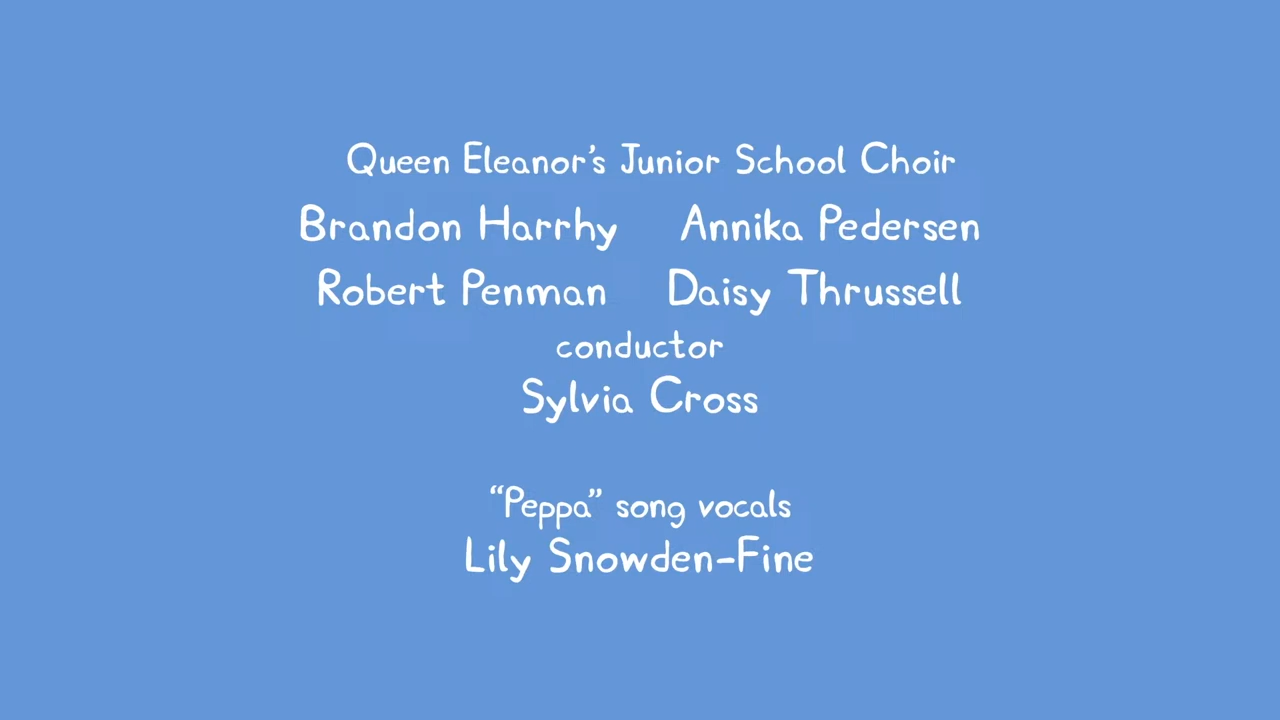 Queen Eleanor's Junior School Choir
Brandon Harrhy Annika Pedersen
Robert Penman Daisy Thrussell
conductor
Sylvia Cross
“Peppa” song vocals
Lily Snowden-Fine